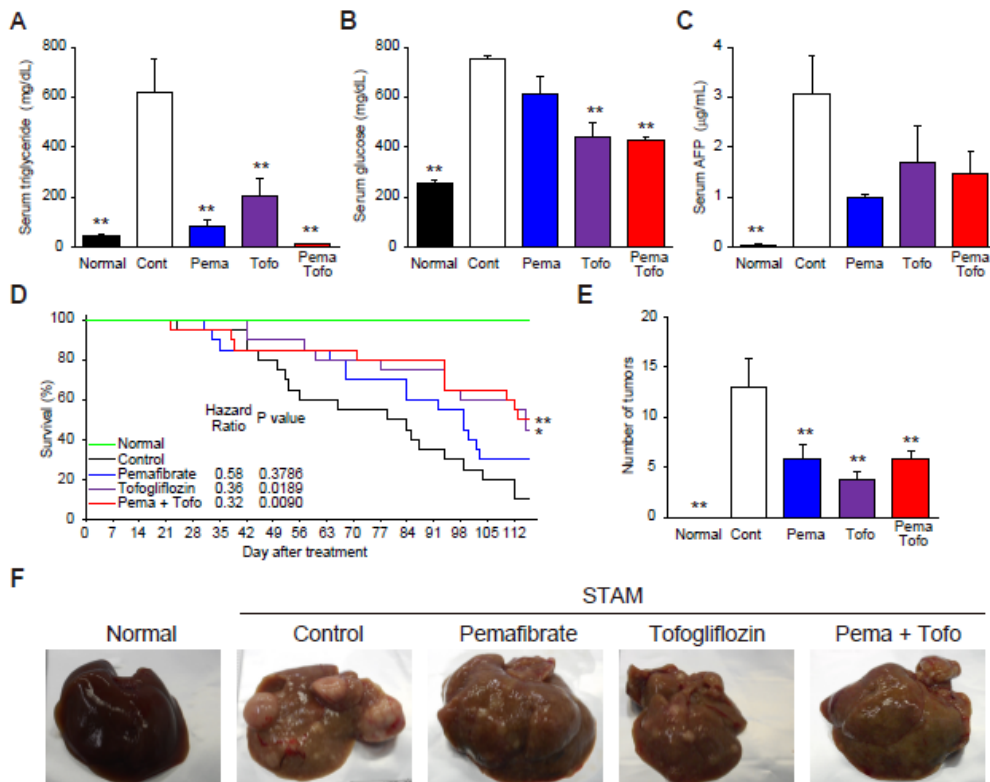 A
Serum triglyceride (mg/dL)
800
600
400
200
0
**
**
**
**
Normal
Cont
Pema
Tofo
Pema
Tofo
B
Serum glucose (mg/dL)
800
600
400
200
0
**
**
**
Normal
Cont
Pema
Tofo
Pema
Tofo
C
Serum AFP (μg/mL)
4
3
2
1
0
**
Normal
Cont
Pema
Tofo
Pema
Tofo
D
Survival (%)
100
80
60
40
20
0
Hazard P value
Ratio
Normal
Control
Pemafibrate 0.58 0.3786
Tofogliflozin 0.36 0.0189
Pema + Tofo 0.32 0.0090
**
*
0 7 14 21 28 35 42 49 56 63 70 77 84 91 98 105 112
Day after treatment
E
Number of tumors
20
15
10
5
0
**
**
**
**
Normal
Cont
Pema
Tofo
Pema
Tofo
F
STAM
Normal
Control
Pemafibrate
Tofogliflozin
Pema + Tofo